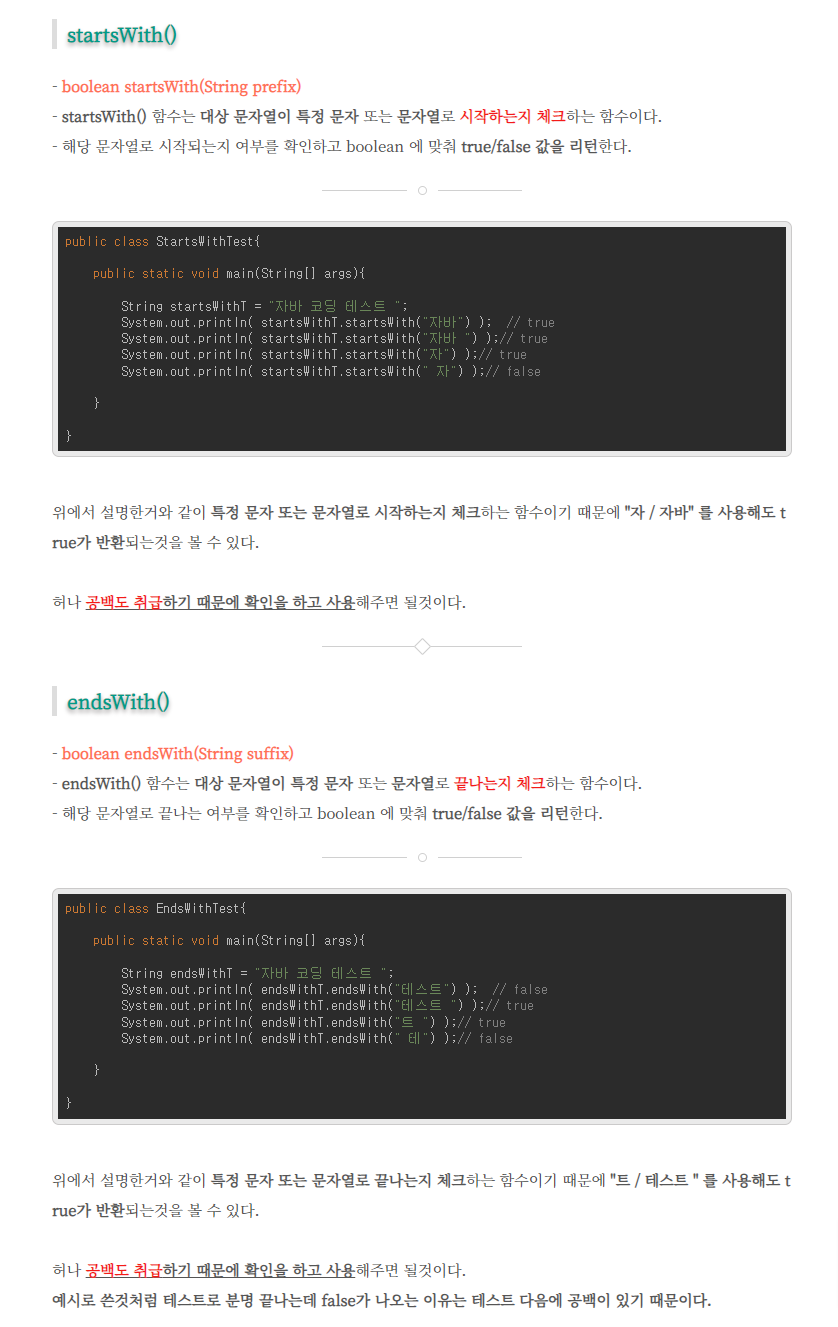 startsWith()
- boolean startsWith(String prefix)
- startsWith() 함수는 대상 문자열이 특정 문자 또는 문자열로 시작하는지 체크하는 함수이다.
- 해당 문자열로 시작되는지 여부를 확인하고 boolean 에 맞춰 true/false 값을 리턴한다.
public class StartsWithTest{
public static void main(String[] args){
String startsWithT = "자바 코딩 테스트 ";
System.out.println( startsWithT.startsWith("자바") );  // true
System.out.println( startsWithT.startsWith("자바 ") );// true
System.out.println( startsWithT.startsWith("자") );// true
System.out.println( startsWithT.startsWith(" 자") );// false
}
}
위에서 설명한거와 같이 특정 문자 또는 문자열로 시작하는지 체크하는 함수이기 때문에 "자 / 자바" 를 사용해도 t
rue가 반환되는것을 볼 수 있다.
허나 공백도 취급하기 때문에 확인을 하고 사용해주면 될것이다.
endsWith()
- boolean endsWith(String suffix)
- endsWith() 함수는 대상 문자열이 특정 문자 또는 문자열로 끝나는지 체크하는 함수이다.
- 해당 문자열로 끝나는 여부를 확인하고 boolean 에 맞춰 true/false 값을 리턴한다.
public class EndsWithTest{
public static void main(String[] args){
String endsWithT = "자바 코딩 테스트 ";
System.out.println( endsWithT.endsWith("테스트") );  // false
System.out.println( endsWithT.endsWith("테스트 ") );// true
System.out.println( endsWithT.endsWith("트 ") );// true
System.out.println( endsWithT.endsWith(" 테") );// false
}
}
위에서 설명한거와 같이 특정 문자 또는 문자열로 끝나는지 체크하는 함수이기 때문에 "트 / 테스트 " 를 사용해도 t
rue가 반환되는것을 볼 수 있다.
허나 공백도 취급하기 때문에 확인을 하고 사용해주면 될것이다.
예시로 쓴것처럼 테스트로 분명 끝나는데 false가 나오는 이유는 테스트 다음에 공백이 있기 때문이다.